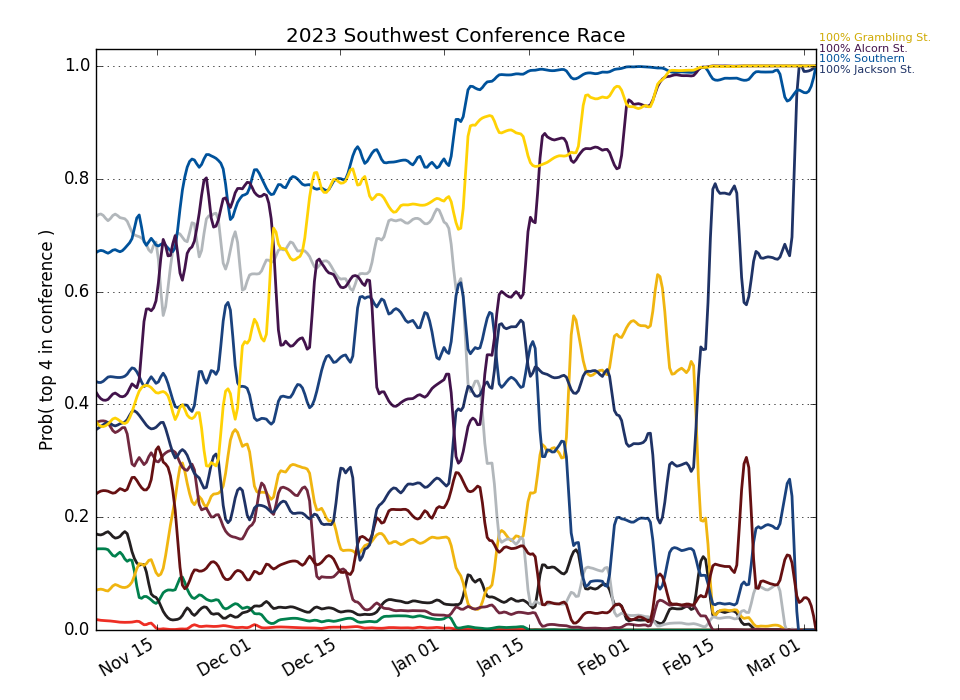 2023 Southwest Conference Race
100% Grambling St.
100% Alcorn St.
100% Southern
100% Jackson St.
Prob( top 4 in conference )
1.0
0.8
0.6
0.4
0.2
0.0
Nov 15
Dec 01
Dec 15
Jan 01
Jan 15
Feb 01
Feb 15
Mar 01